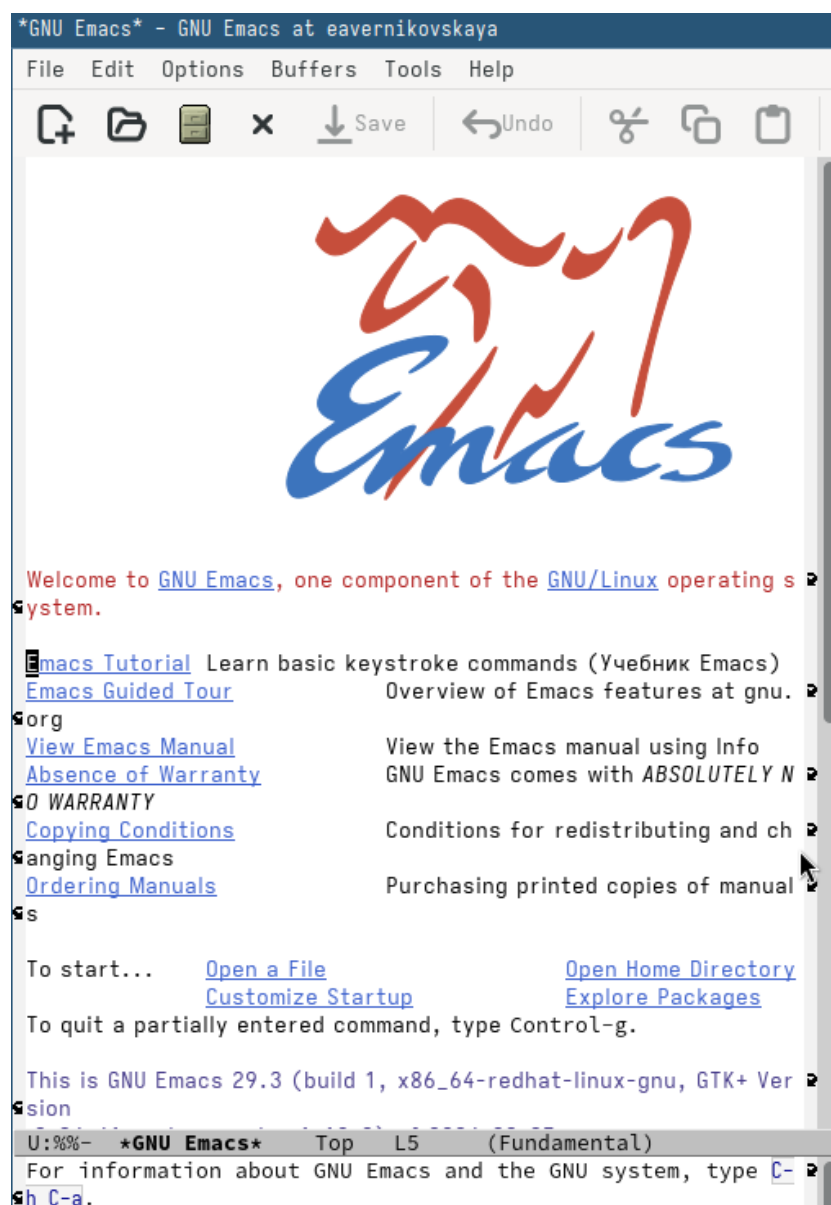 *GNU Emacs* - GNU Emacs at eavernikovskaya
File Edit Options Buffers Tools Help
Save Undo
Emacs
Welcome to GNU Emacs, one component of the GNU/Linux operating s
ystem.
Emacs Tutorial Learn basic keystroke commands (Учебник Emacs)
Emacs Guided Tour Overview of Emacs features at gnu.
org
View Emacs Manual View the Emacs manual using Info
Absence of Warranty GNU Emacs comes with ABSOLUTELY N
O WARRANTY
Copying Conditions Conditions for redistributing and ch
anging Emacs
Ordering Manuals Purchasing printed copies of manual
s
To start... Open a File Open Home Directory
Customize Startup Explore Packages
To quit a partially entered command, type Control-g.
This is GNU Emacs 29.3 (build 1, x86_64-redhat-linux-gnu, GTK+ Ver
sion
U:%%- *GNU Emacs* Top L5 (Fundamental)
For information about GNU Emacs and the GNU system, type C-
h C-a.